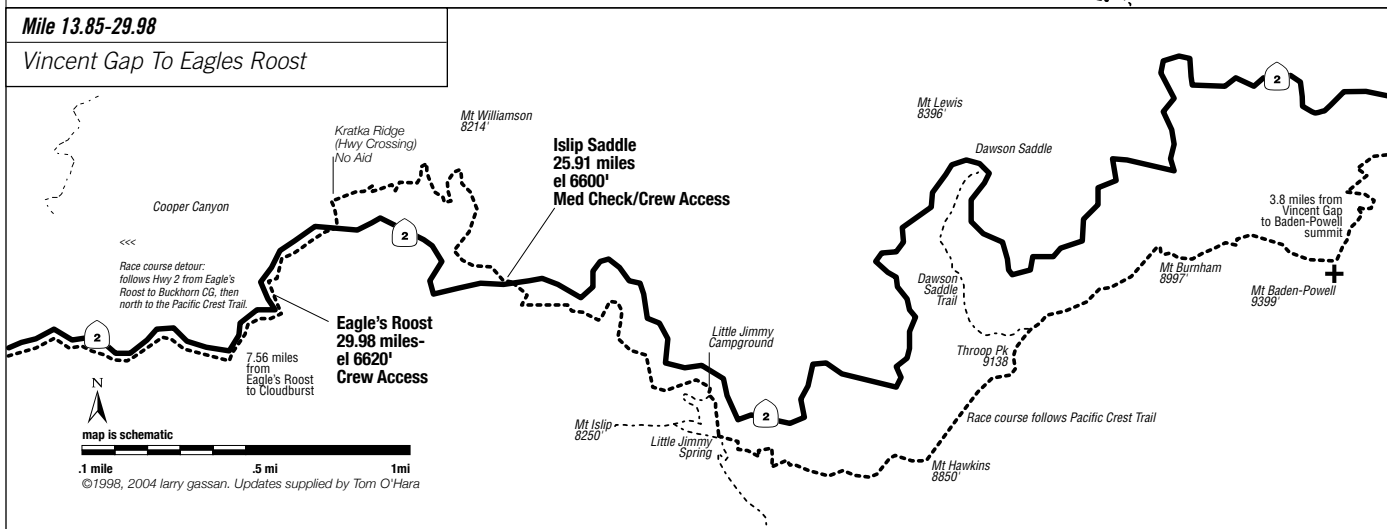 Mile 13.85-29.98
Vincent Gap To Eagles Roost
2
Mt Lewis
8396'
Mt Williamson
8214'
Kratka Ridge
(Hwy Crossing)
No Aid
Islip Saddle
25.91 miles
el 6600'
Med Check/Crew Access
Dawson Saddle
Cooper Canyon
3.8 miles from
Vincent Gap
to Baden-Powell
summit
2
<<<
Race course detour:
follows Hwy 2 from Eagle's
Roost to Buckhorn CG, then
north to the Pacific Crest Trail.
Mt Burnham
8997'
Dawson
Saddle
Trail
Mt Baden-Powell
9399'
Eagle's Roost
29.98 miles-
el 6620'
Crew Access
2
Little Jimmy
Campground
7.56 miles
from
Eagle's Roost
to Cloudburst
Throop Pk
9138
N
2
Race course follows Pacific Crest Trail
Mt Islip
8250'
Little Jimmy
Spring
map is schematic
.1 mile .5 mi 1mi
Mt Hawkins
8850'
©1998, 2004 larry gassan. Updates supplied by Tom O'Hara